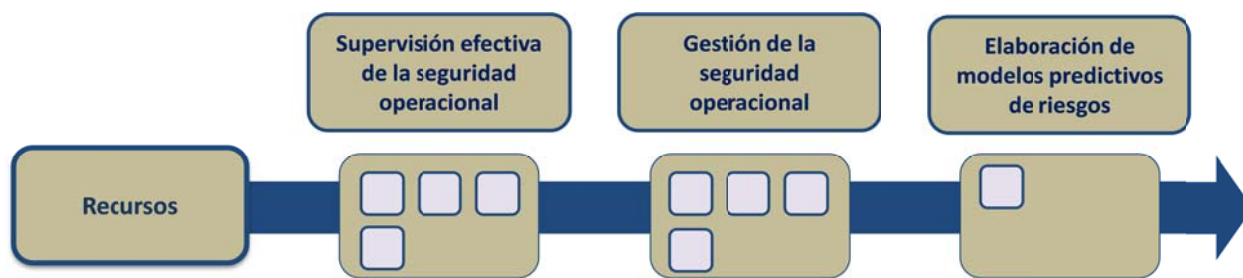 Supervisión efectiva
de la seguridad
operacional
Gestión de la
seguridad
operacional
Elaboración de
modelos predictivos
de riesgos
Recursos